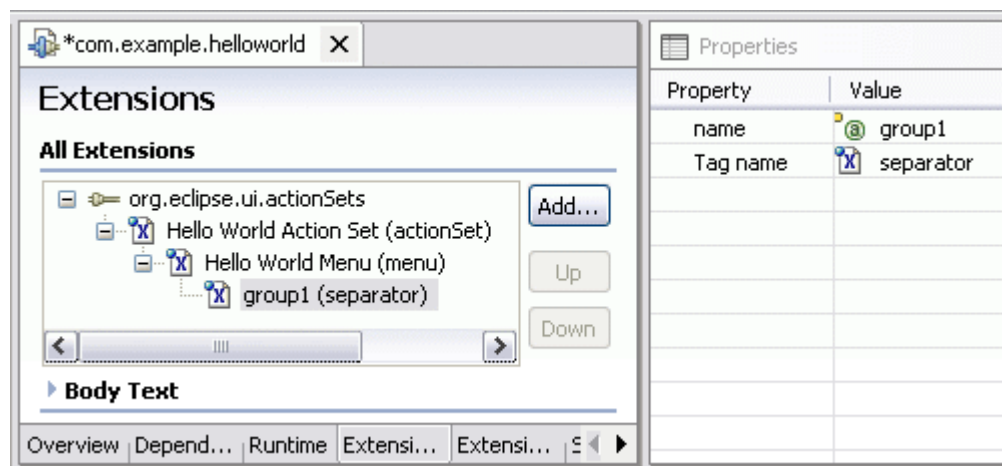 *com.example.helloworld
Extensions
All Extensions
org.eclipse.ui.actionSets
Hello World Action Set (actionSet)
Hello World Menu (menu)
group1 (separator)
Add...
Up
Down
Body Text
Overview Depend... Runtime Extensi... Extensi...
Properties
Property Value
name group1
Tag name separator